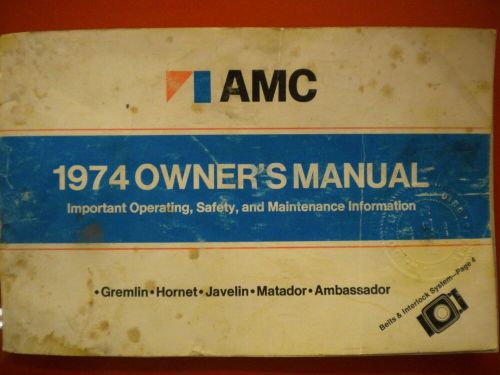 AMC
1974 OWNER'S MANUAL
Important Operating, Safety, and Maintenance Information
•Gremlin•Hornet•Javelin•Matador•Ambassador
Belts & Interlock System—Page 4